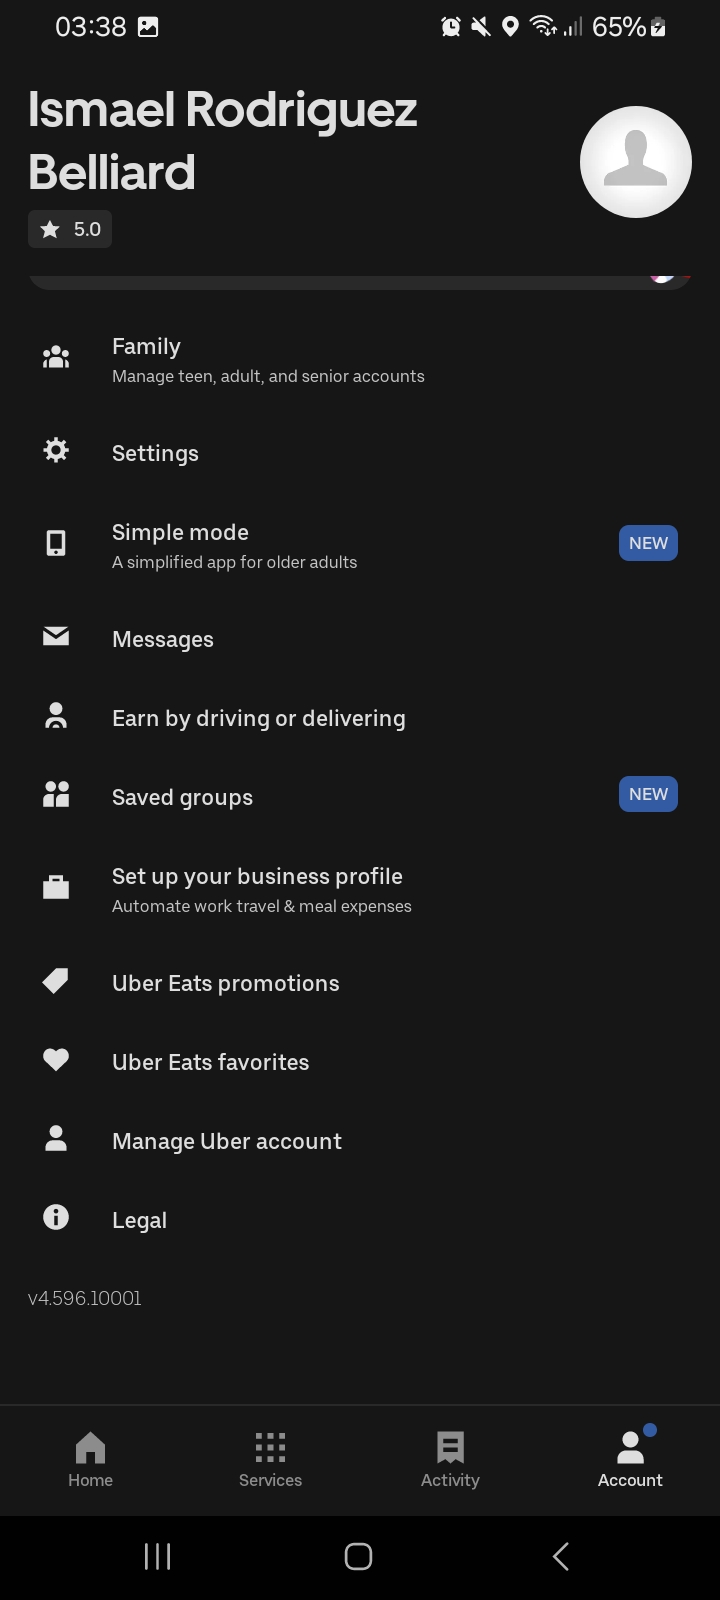 03:38
65%
Ismael Rodriguez
Belliard
5.0
Family
Manage teen, adult, and senior accounts
Settings
Simple mode
A simplified app for older adults
NEW
Messages
Earn by driving or delivering
Saved groups
NEW
Set up your business profile
Automate work travel & meal expenses
Uber Eats promotions
Uber Eats favorites
Manage Uber account
Legal
v4.596.10001
Home
Services
Activity
Account